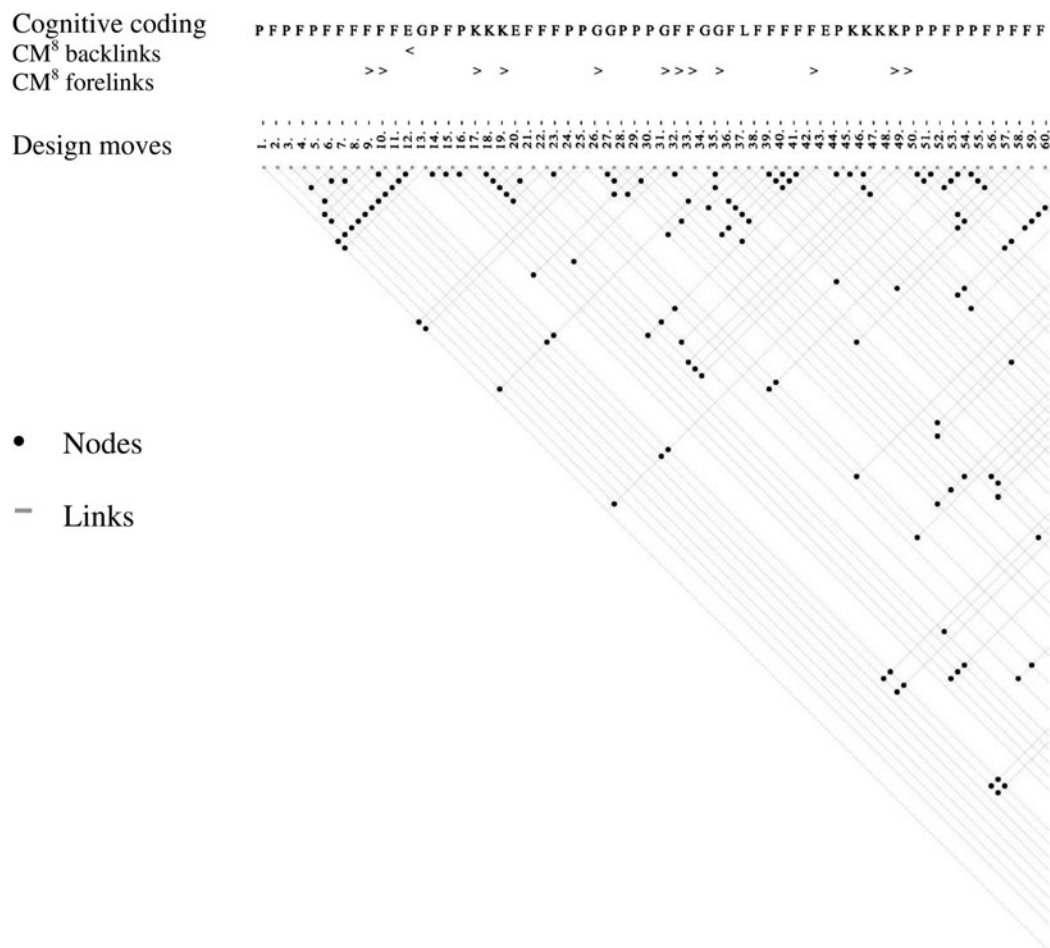 Cognitive coding P F P F P F F F F F F E G P F P K K K E F F F P P G G P P P G F F G G F L F F F F F E P K K K K P P P F P P F P F F F
CM⁸ backlinks <
CM⁸ forelinks > > > > > > > > > > > >
Design moves 1. 2. 3. 4. 5. 6. 7. 8. 9. 10. 11. 12. 13. 14. 15. 16. 17. 18. 19. 20. 21. 22. 23. 24. 25. 26. 27. 28. 29. 30. 31. 32. 33. 34. 35. 36. 37. 38. 39. 40. 41. 42. 43. 44. 45. 46. 47. 48. 49. 50. 51. 52. 53. 54. 55. 56. 57. 58. 59. 60.
Nodes
Links